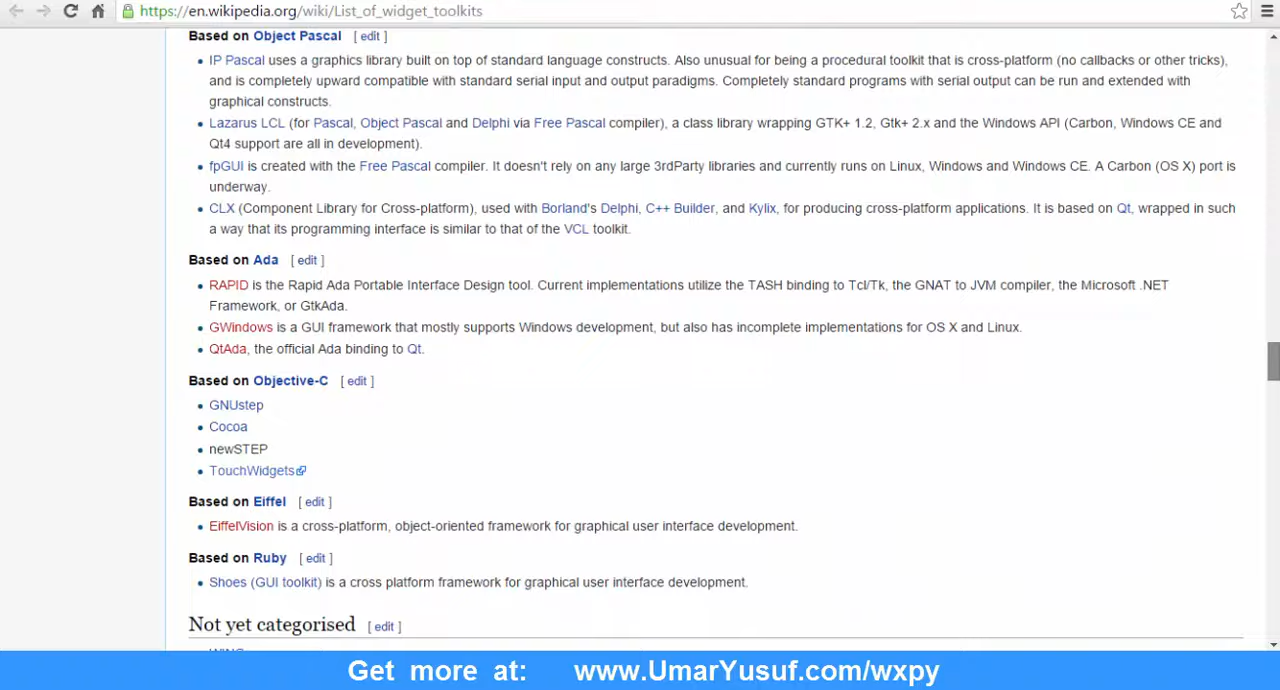 https://en.wikipedia.org/wiki/List_of_widget_toolkits
Based on Object Pascal [ edit ]
IP Pascal uses a graphics library built on top of standard language constructs. Also unusual for being a procedural toolkit that is cross-platform (no callbacks or other tricks),
and is completely upward compatible with standard serial input and output paradigms. Completely standard programs with serial output can be run and extended with
graphical constructs.
Lazarus LCL (for Pascal, Object Pascal and Delphi via Free Pascal compiler), a class library wrapping GTK+ 1.2, Gtk+ 2.x and the Windows API (Carbon, Windows CE and
Qt4 support are all in development).
fpGUI is created with the Free Pascal compiler. It doesn't rely on any large 3rdParty libraries and currently runs on Linux, Windows and Windows CE. A Carbon (OS X) port is
underway.
CLX (Component Library for Cross-platform), used with Borland's Delphi, C++ Builder, and Kylix, for producing cross-platform applications. It is based on Qt, wrapped in such
a way that its programming interface is similar to that of the VCL toolkit.
Based on Ada [ edit ]
RAPID is the Rapid Ada Portable Interface Design tool. Current implementations utilize the TASH binding to Tcl/Tk, the GNAT to JVM compiler, the Microsoft .NET
Framework, or GtkAda.
GWindows is a GUI framework that mostly supports Windows development, but also has incomplete implementations for OS X and Linux.
QtAda, the official Ada binding to Qt.
Based on Objective-C [ edit ]
GNUstep
Cocoa
newSTEP
TouchWidgets
Based on Eiffel [ edit ]
EiffelVision is a cross-platform, object-oriented framework for graphical user interface development.
Based on Ruby [ edit ]
Shoes (GUI toolkit) is a cross platform framework for graphical user interface development.
Not yet categorised [ edit ]
Get more at: www.UmarYusuf.com/wxpy